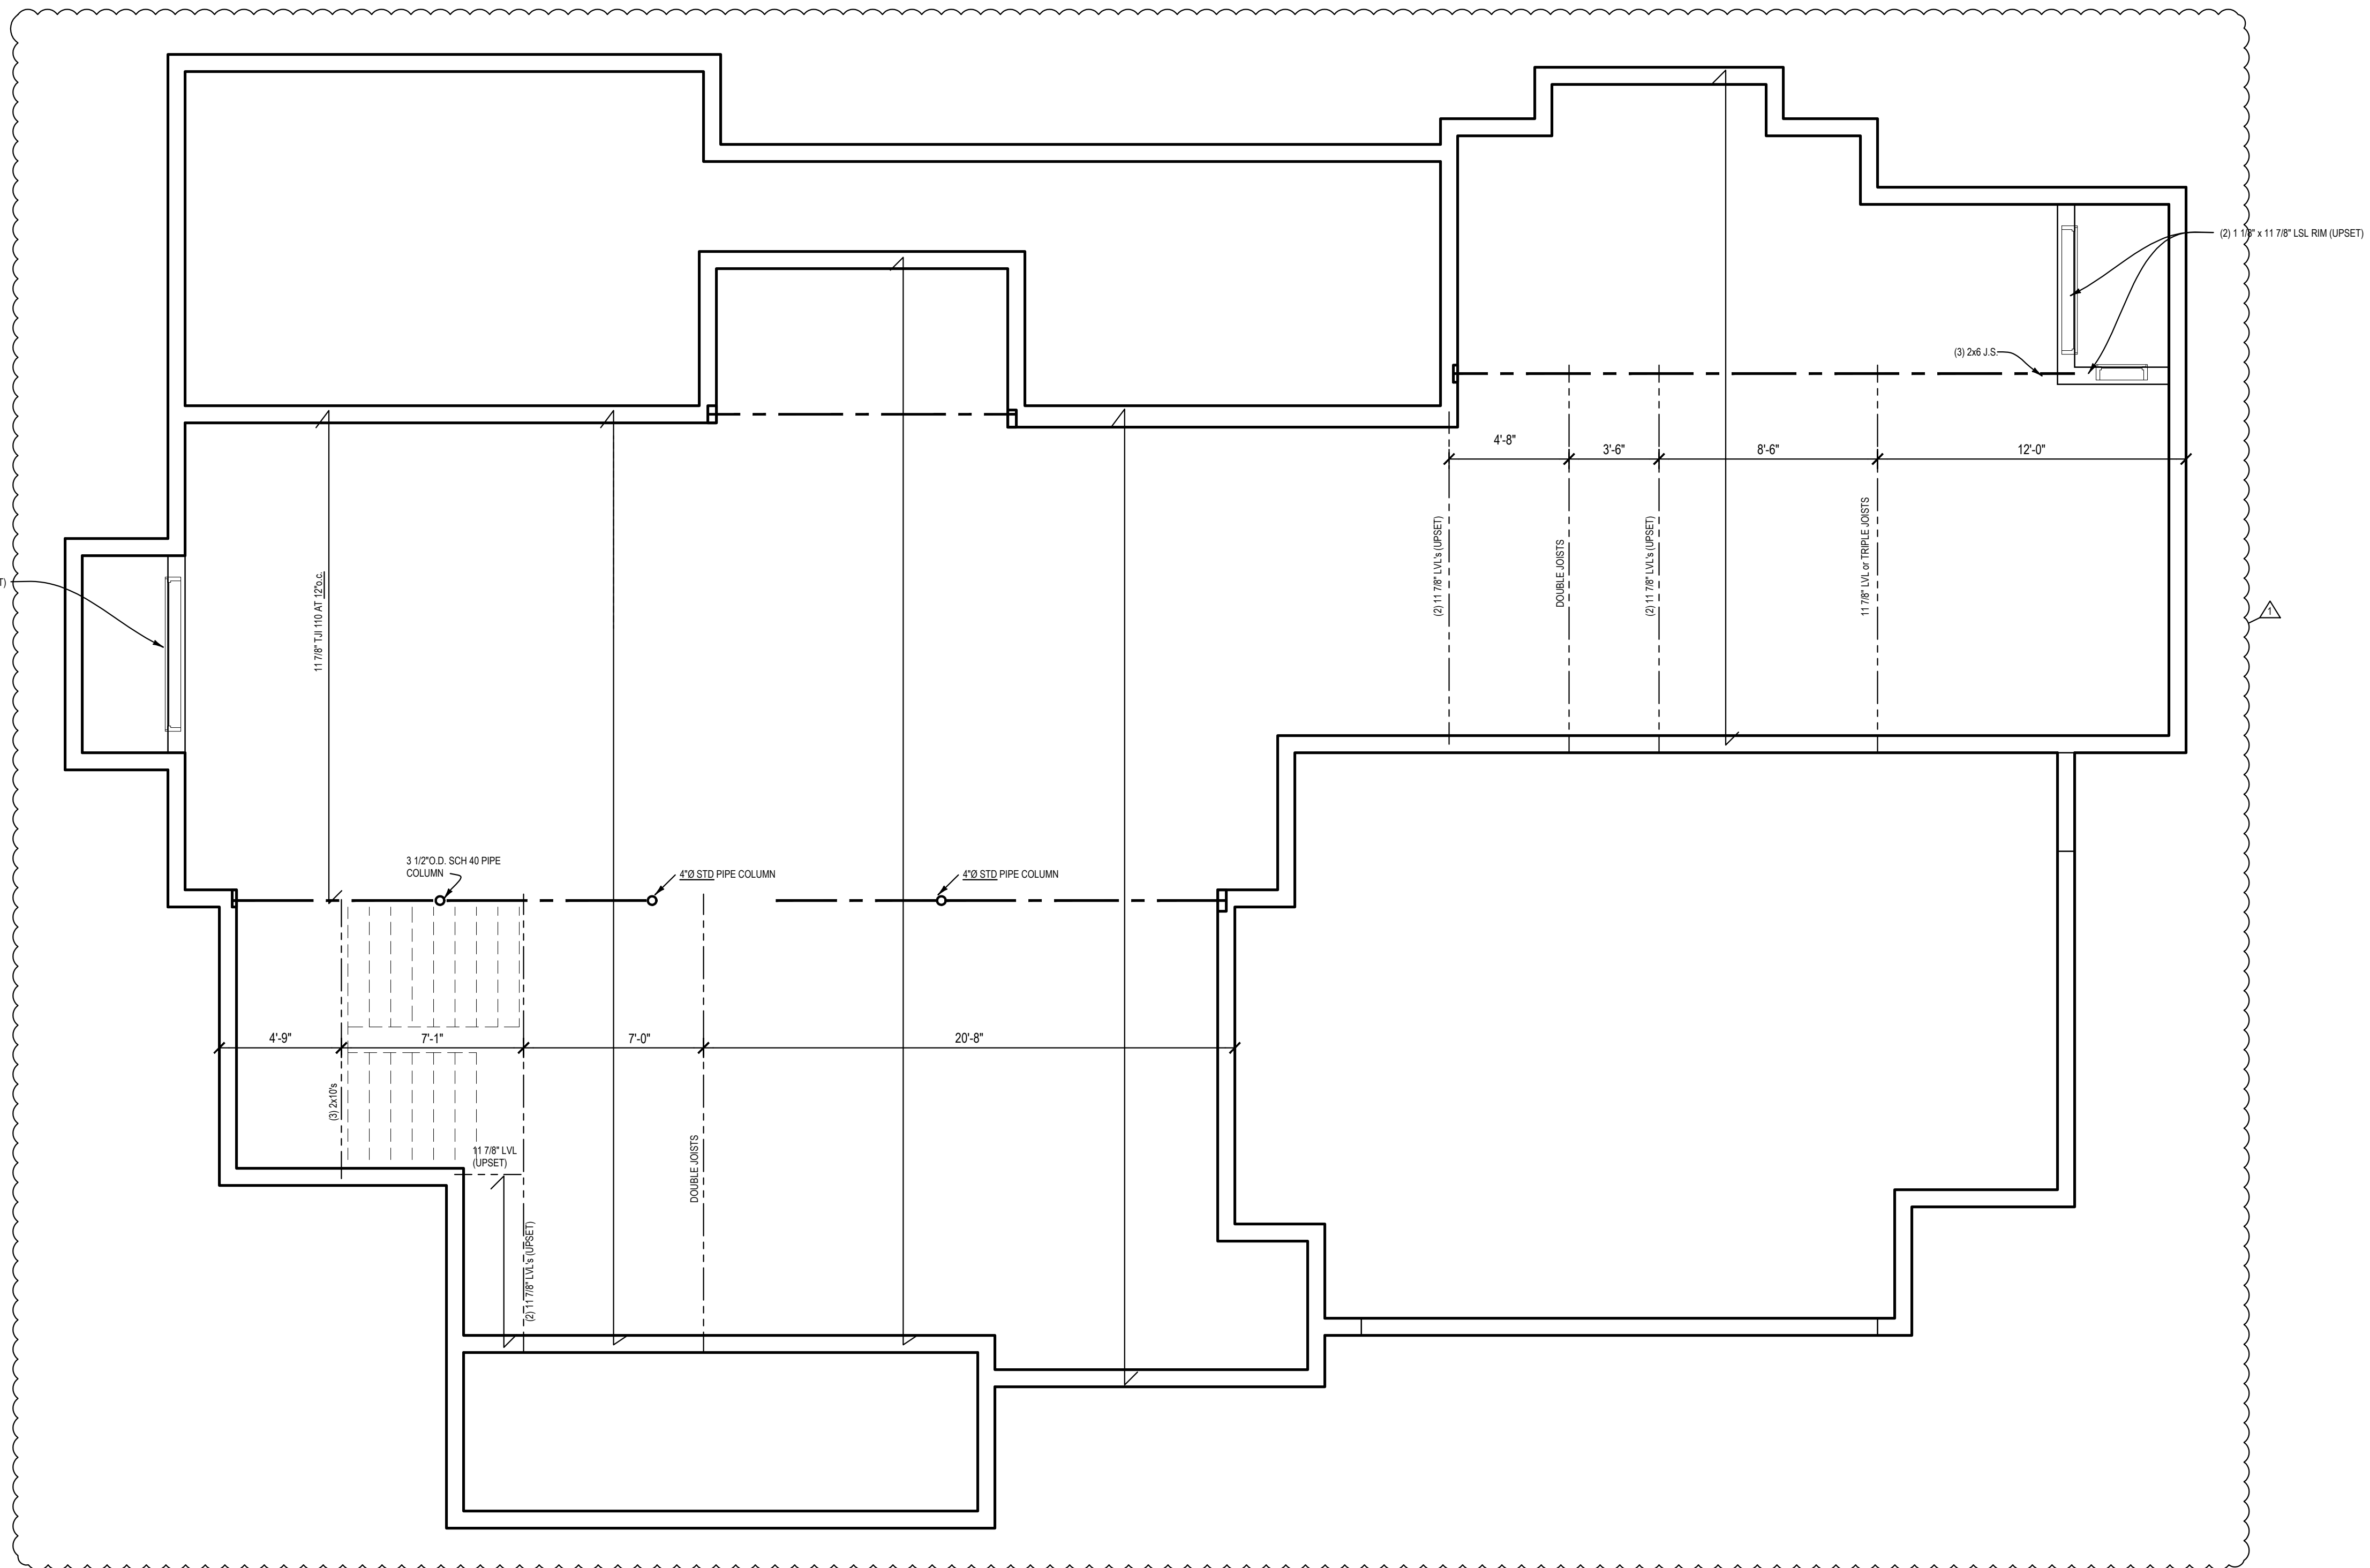 (2) 1 1/8" x 11 7/8" LSL RIM (UPSET)
(3) 2x6 J.S.
4'-8"
3'-6"
8'-6"
12'-0"
(2) 11 7/8" LVL's (UPSET)
DOUBLE JOISTS
(2) 11 7/8" LVL's (UPSET)
11 7/8" LVL or TRIPLE JOISTS
T)
11 7/8" TJI 110 AT 12"o.c.
1
3 1/2"O.D. SCH 40 PIPE
COLUMN
4"Ø STD PIPE COLUMN
4"Ø STD PIPE COLUMN
4'-9"
7'-1"
7'-0"
20'-8"
(3) 2x10's
11 7/8" LVL
(UPSET)
DOUBLE JOISTS
(2) 11 7/8" LVL's (UPSET)